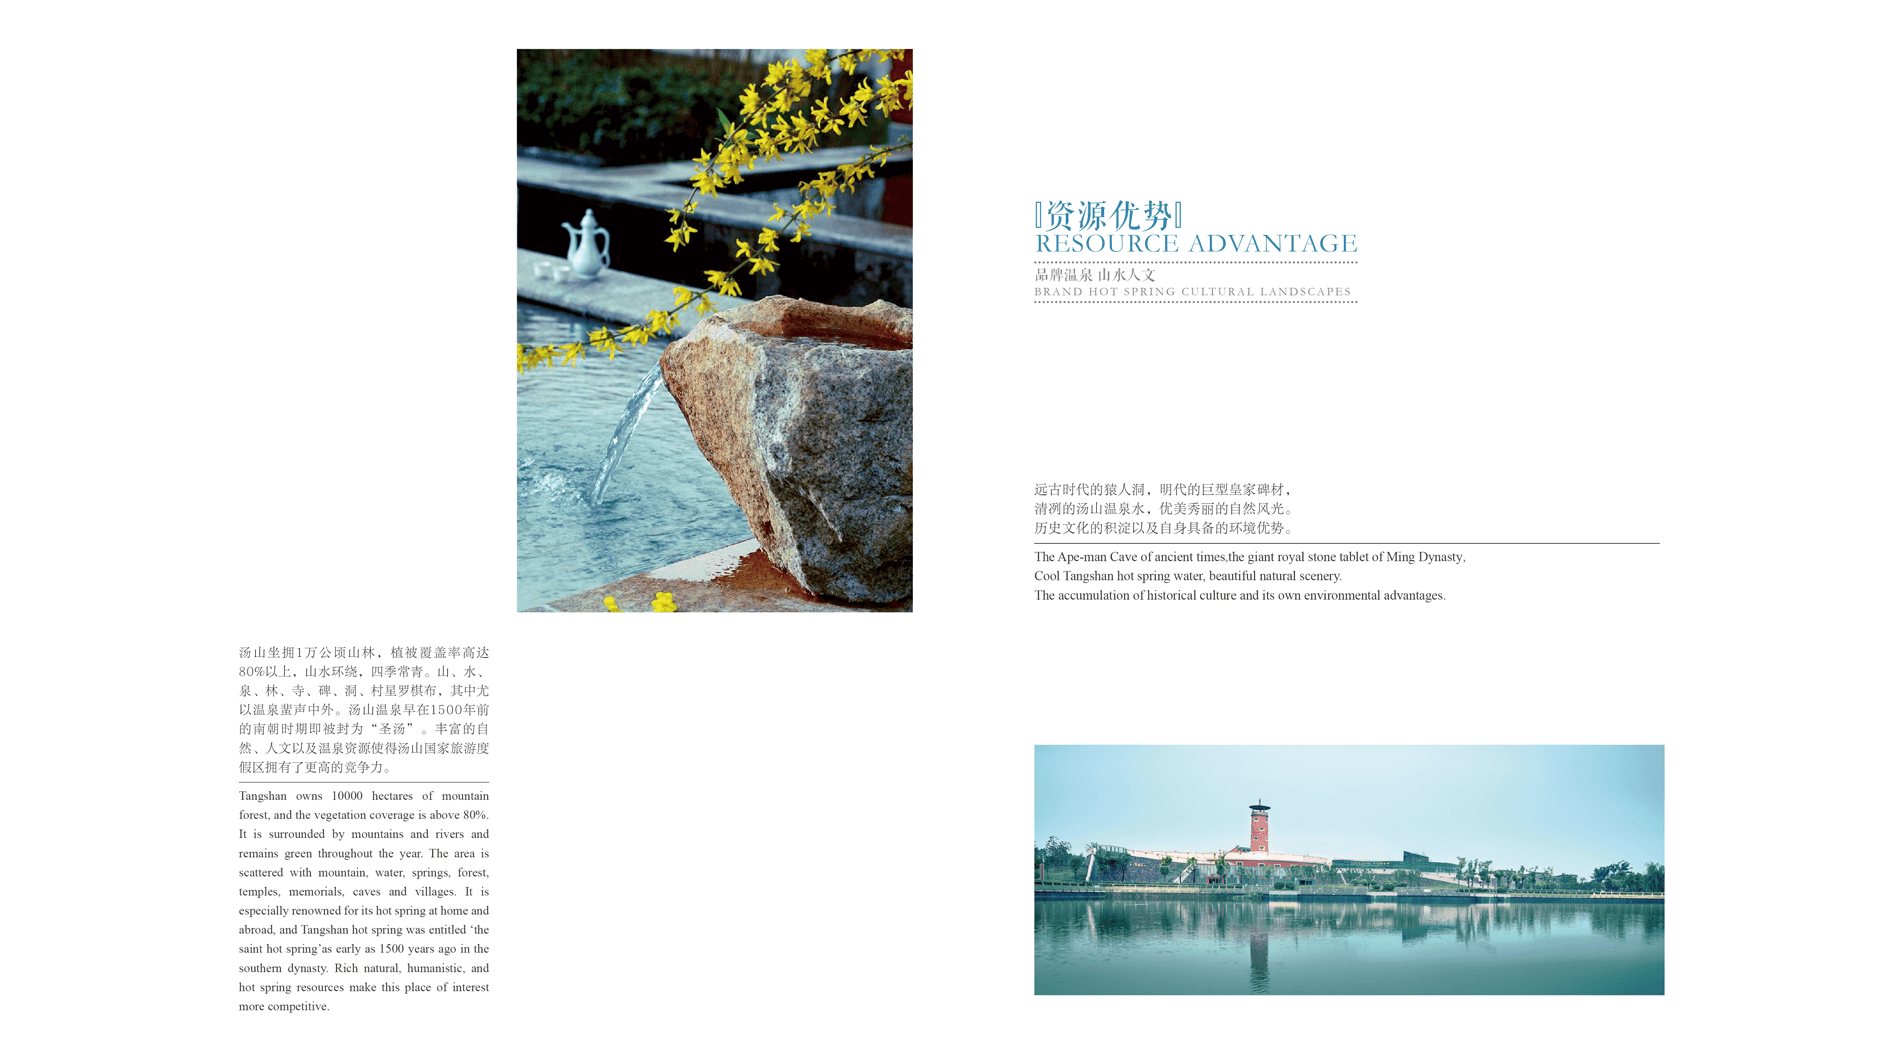 汤山坐拥1万公顷山林，植被覆盖率高达
80%以上，山水环绕，四季常青。山、水、
泉、林、寺、碑、洞、村星罗棋布，其中尤
以温泉蜚声中外。汤山温泉早在1500年前
的南朝时期即被封为“圣汤”。丰富的自
然、人文以及温泉资源使得汤山国家旅游度
假区拥有了更高的竞争力。
Tangshan owns 10000 hectares of mountain
forest, and the vegetation coverage is above 80%.
It is surrounded by mountains and rivers and
remains green throughout the year. The area is
scattered with mountain, water, springs, forest,
temples, memorials, caves and villages. It is
especially renowned for its hot spring at home and
abroad, and Tangshan hot spring was entitled ‘the
saint hot spring’as early as 1500 years ago in the
southern dynasty. Rich natural, humanistic, and
hot spring resources make this place of interest
more competitive.
资源优势
RESOURCE ADVANTAGE
品牌温泉 山水人文
BRAND HOT SPRING CULTURAL LANDSCAPES
远古时代的猿人洞，明代的巨型皇家碑材，
清冽的汤山温泉水，优美秀丽的自然风光。
历史文化的积淀以及自身具备的环境优势。
The Ape-man Cave of ancient times,the giant royal stone tablet of Ming Dynasty,
Cool Tangshan hot spring water, beautiful natural scenery.
The accumulation of historical culture and its own environmental advantages.